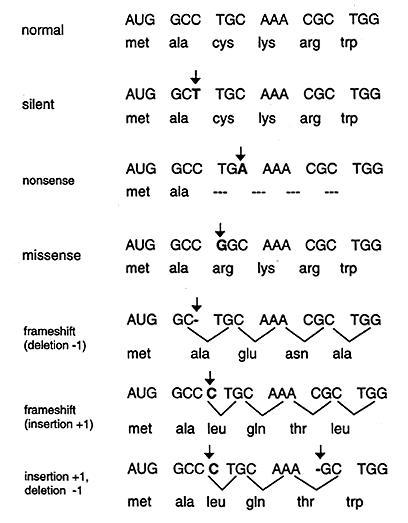 normal AUG GCC TGC AAA CGC TGG
met ala cys lys arg trp
silent AUG GCT TGC AAA CGC TGG
met ala cys lys arg trp
nonsense AUG GCC TGA AAA CGC TGG
met ala --- --- --- ---
missense AUG GCC GGC AAA CGC TGG
met ala arg lys arg trp
frameshift (deletion -1) AUG GC- TGC AAA CGC TGG
met ala glu asn ala
frameshift (insertion +1) AUG GCC C TGC AAA CGC TGG
met ala leu gln thr leu
insertion +1, deletion -1 AUG GCC C TGC AAA -GC TGG
met ala leu gln thr trp